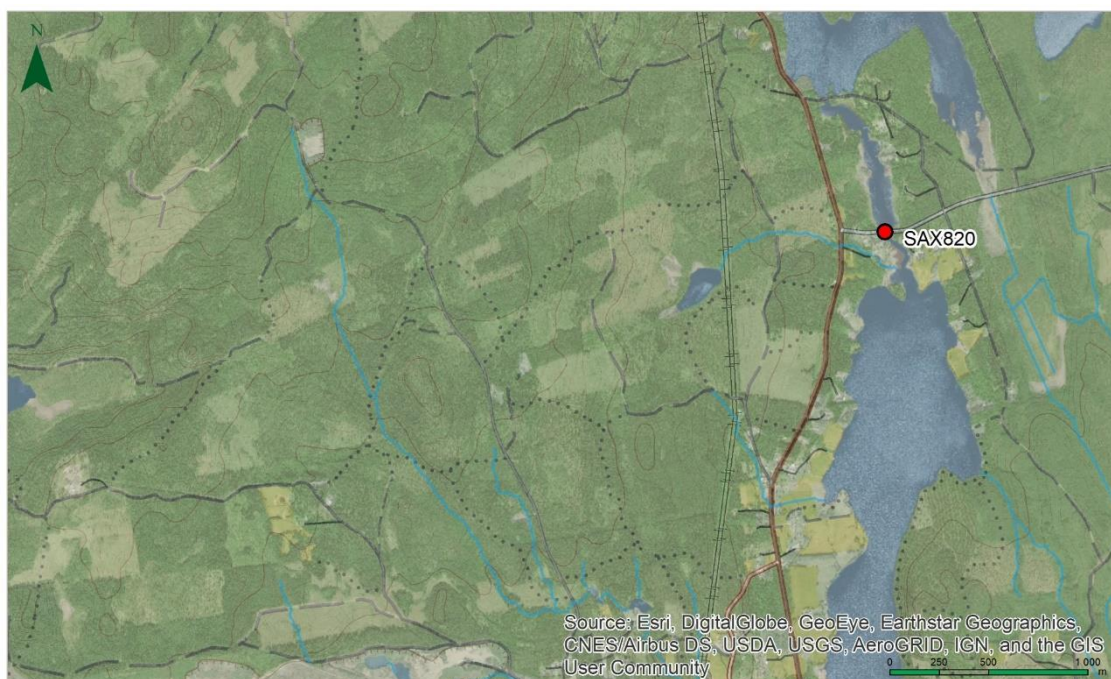 N
SAX820
Source: Esri, DigitalGlobe, GeoEye, Earthstar Geographics,
CNES/Airbus DS, USDA, USGS, AeroGRID, IGN, and the GIS
User Community
0 250 500 1 000
m